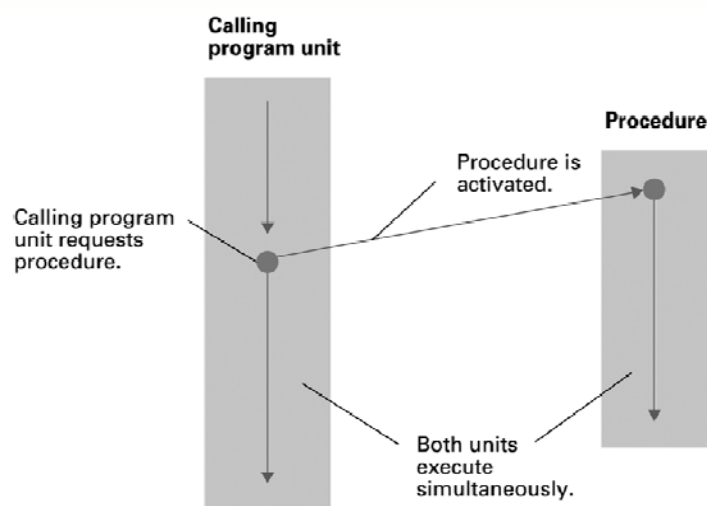 Calling
program unit
Procedure
Procedure is
activated.
Calling program
unit requests
procedure.
Both units
execute
simultaneously.